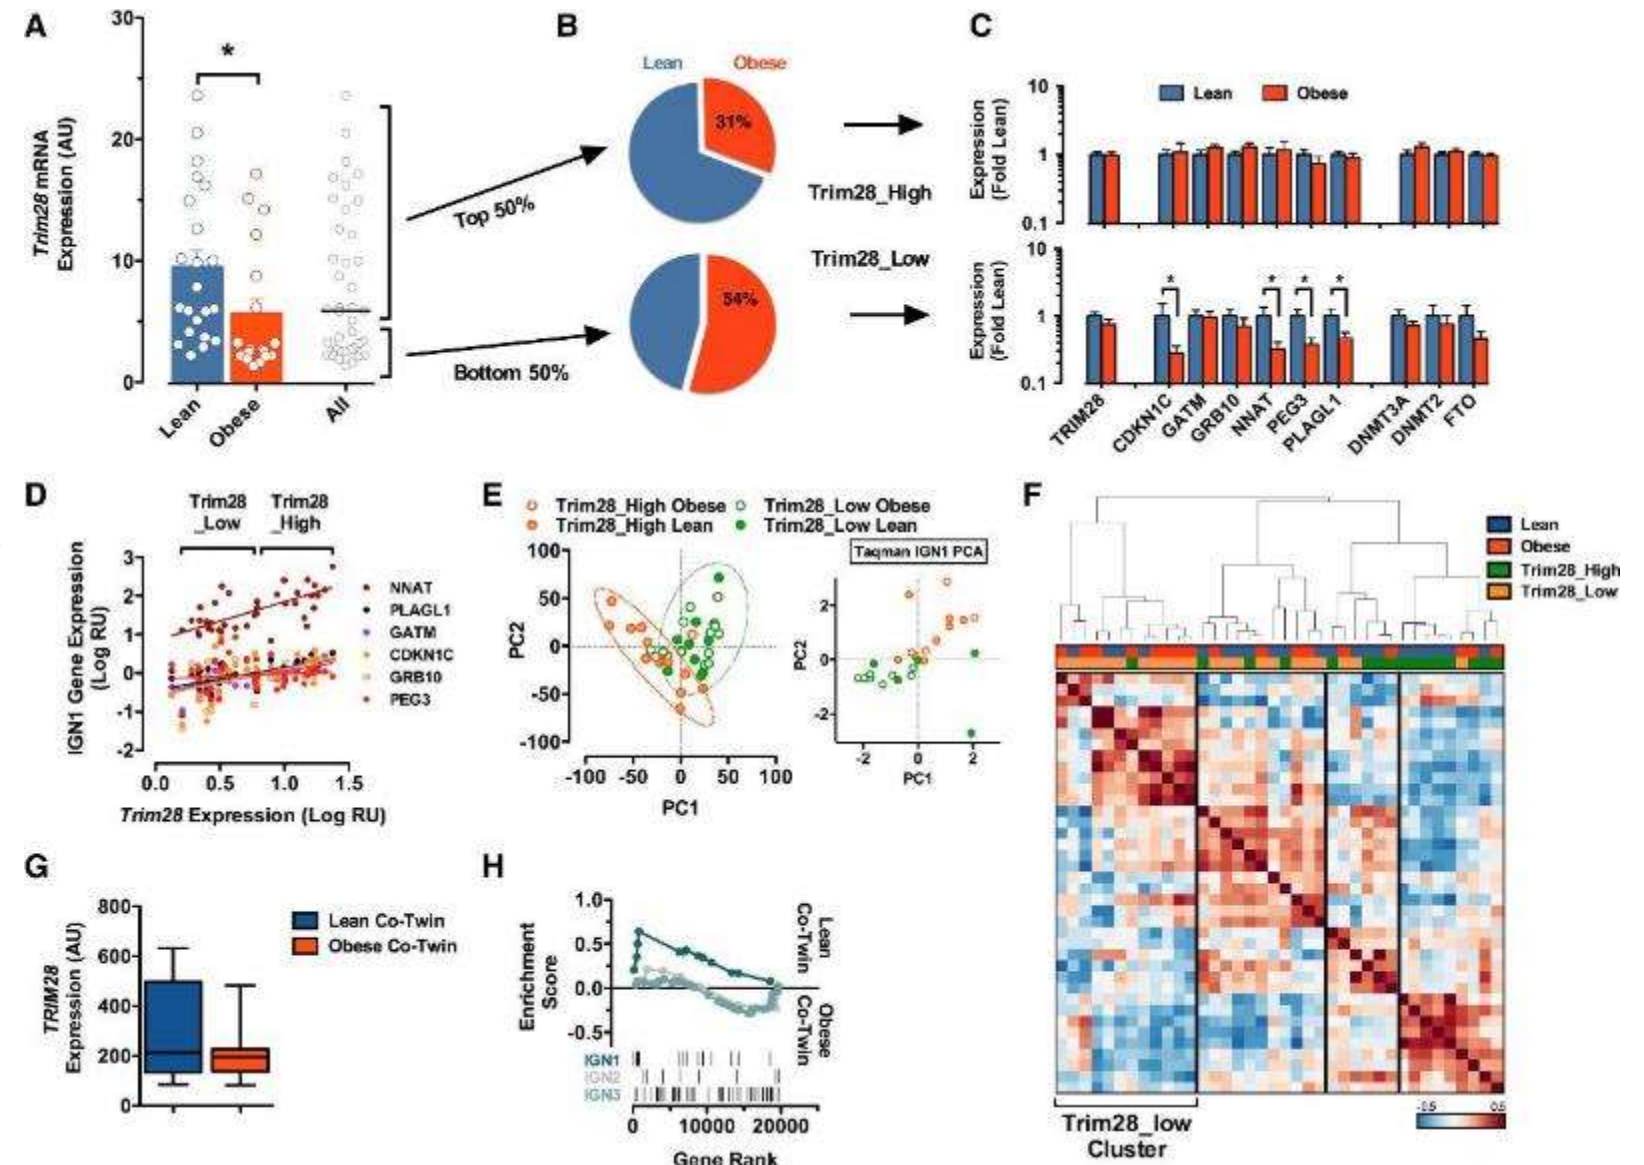 A
30
20
10
0
Trim28 mRNA
Expression (AU)
*
Lean
Obese
All
Top 50%
Bottom 50%
B
Lean
Obese
31%
54%
Trim28_High
Trim28_Low
C
Lean
Obese
Expression
(Fold Lean)
10
1
0.1
Expression
(Fold Lean)
10
1
0.1
*
*
*
*
TRIM28
CDKN1C
GATM
GRB10
NNAT
PEG3
PLAGL1
DNMT3A
DNMT2
FTO
D
Trim28
_Low
Trim28
_High
IGN1 Gene Expression
(Log RU)
3
2
1
0
-1
-2
0.0
0.5
1.0
1.5
Trim28 Expression (Log RU)
NNAT
PLAGL1
GATM
CDKN1C
GRB10
PEG3
E
Trim28_High Obese
Trim28_Low Obese
Trim28_High Lean
Trim28_Low Lean
PC2
100
50
0
-50
-100
-100
-50
0
50
100
PC1
Taqman IGN1 PCA
PC2
2
0
-2
-2
0
2
PC1
F
Lean
Obese
Trim28_High
Trim28_Low
Trim28_low
Cluster
-0.5
0.5
G
TRIM28
Expression (AU)
800
600
400
200
0
Lean Co-Twin
Obese Co-Twin
H
Enrichment
Score
1.0
0.5
0.0
-0.5
Lean
Co-Twin
Obese
Co-Twin
IGN1
IGN2
IGN3
0
10000
20000
Gene Rank